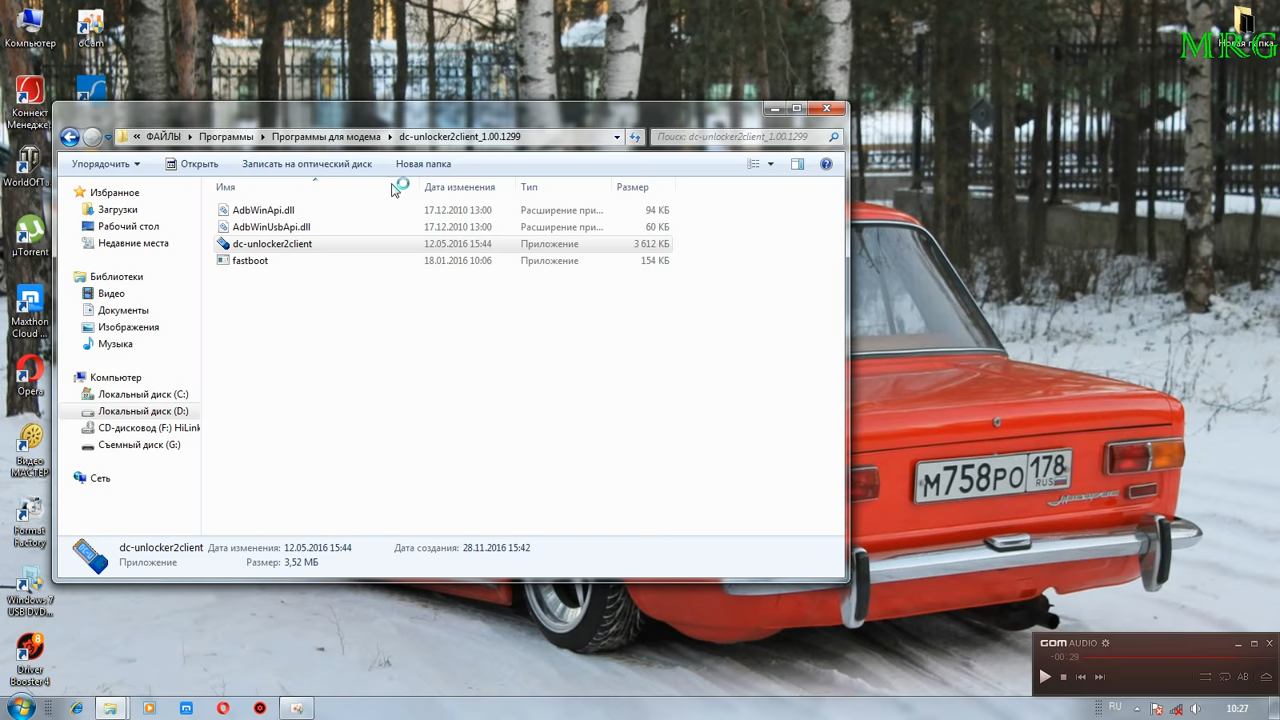 Компьютер
oCam
Новая папка
MRG
Коннект Менедже...
WorldOfTa...
µTorrent
Maxthon Cloud ...
Opera
Видео МАСТЕР
Format Factory
Windows 7 USB DVD...
Driver Booster 4
« ФАЙЛЫ Программы Программы для модема dc-unlocker2client_1.00.1299
Поиск: dc-unlocker2client_1.00.1299
Упорядочить Открыть Записать на оптический диск Новая папка
Имя Дата изменения Тип Размер
AdbWinApi.dll 17.12.2010 13:00 Расширение при... 94 КБ
AdbWinUsbApi.dll 17.12.2010 13:00 Расширение при... 60 КБ
dc-unlocker2client 12.05.2016 15:44 Приложение 3 612 КБ
fastboot 18.01.2016 10:06 Приложение 154 КБ
Избранное
Загрузки
Рабочий стол
Недавние места
Библиотеки
Видео
Документы
Изображения
Музыка
Компьютер
Локальный диск (C:)
Локальный диск (D:)
CD-дисковод (F:) HiLink
Съемный диск (G:)
Сеть
dc-unlocker2client Дата изменения: 12.05.2016 15:44 Дата создания: 28.11.2016 15:42
Приложение Размер: 3,52 МБ
М758РО 178
RUS
GOM AUDIO
-00:29
AB
RU
10:27